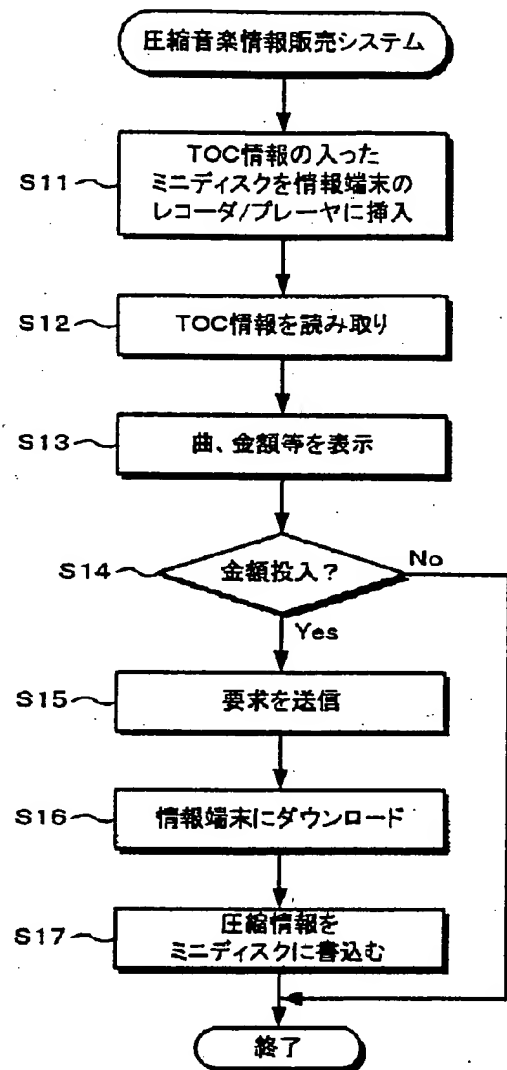 圧縮音楽情報販売システム
S11
TOC情報の入った
ミニディスクを情報端末の
レコーダ/プレーヤに挿入
S12
TOC情報を読み取り
S13
曲、金額等を表示
S14
金額投入?
No
Yes
S15
要求を送信
S16
情報端末にダウンロード
S17
圧縮情報を
ミニディスクに書込む
終了